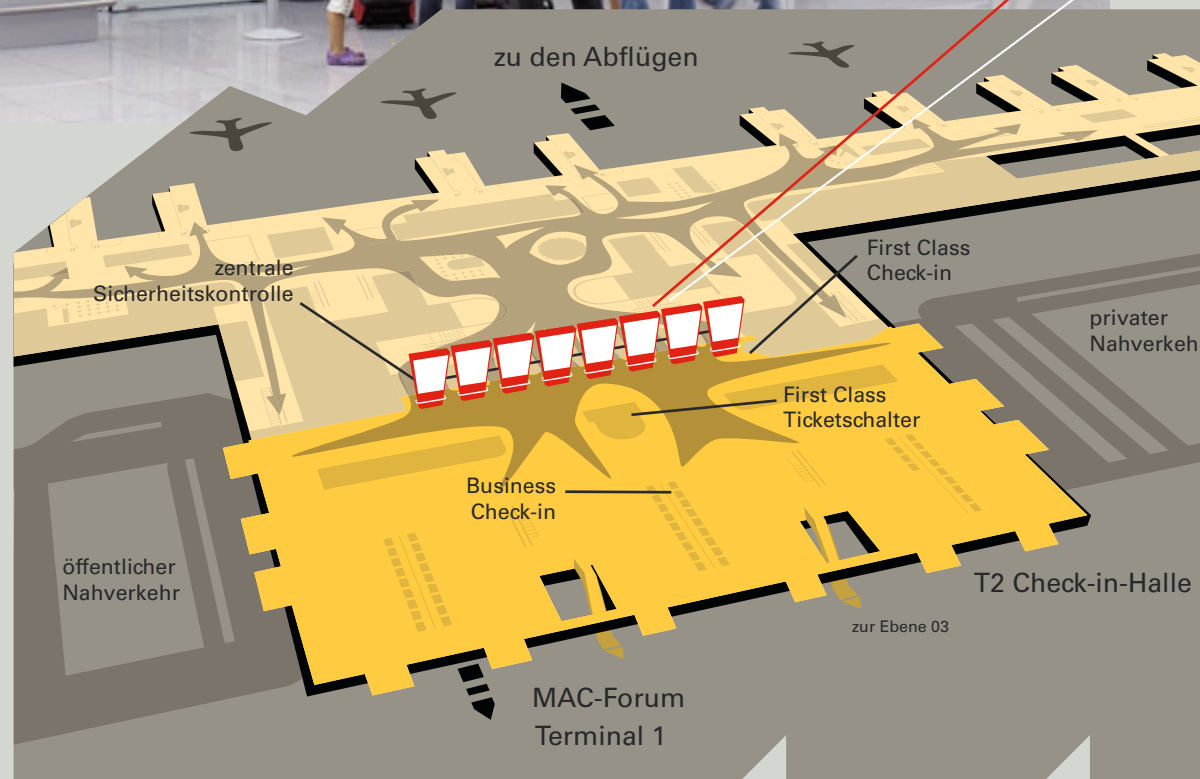 zu den Abflügen
First Class
Check-in
zentrale
Sicherheitskontrolle
privater
Nahverkeh
First Class
Ticketschalter
Business
Check-in
öffentlicher
Nahverkehr
T2 Check-in-Halle
zur Ebene 03
MAC-Forum
Terminal 1